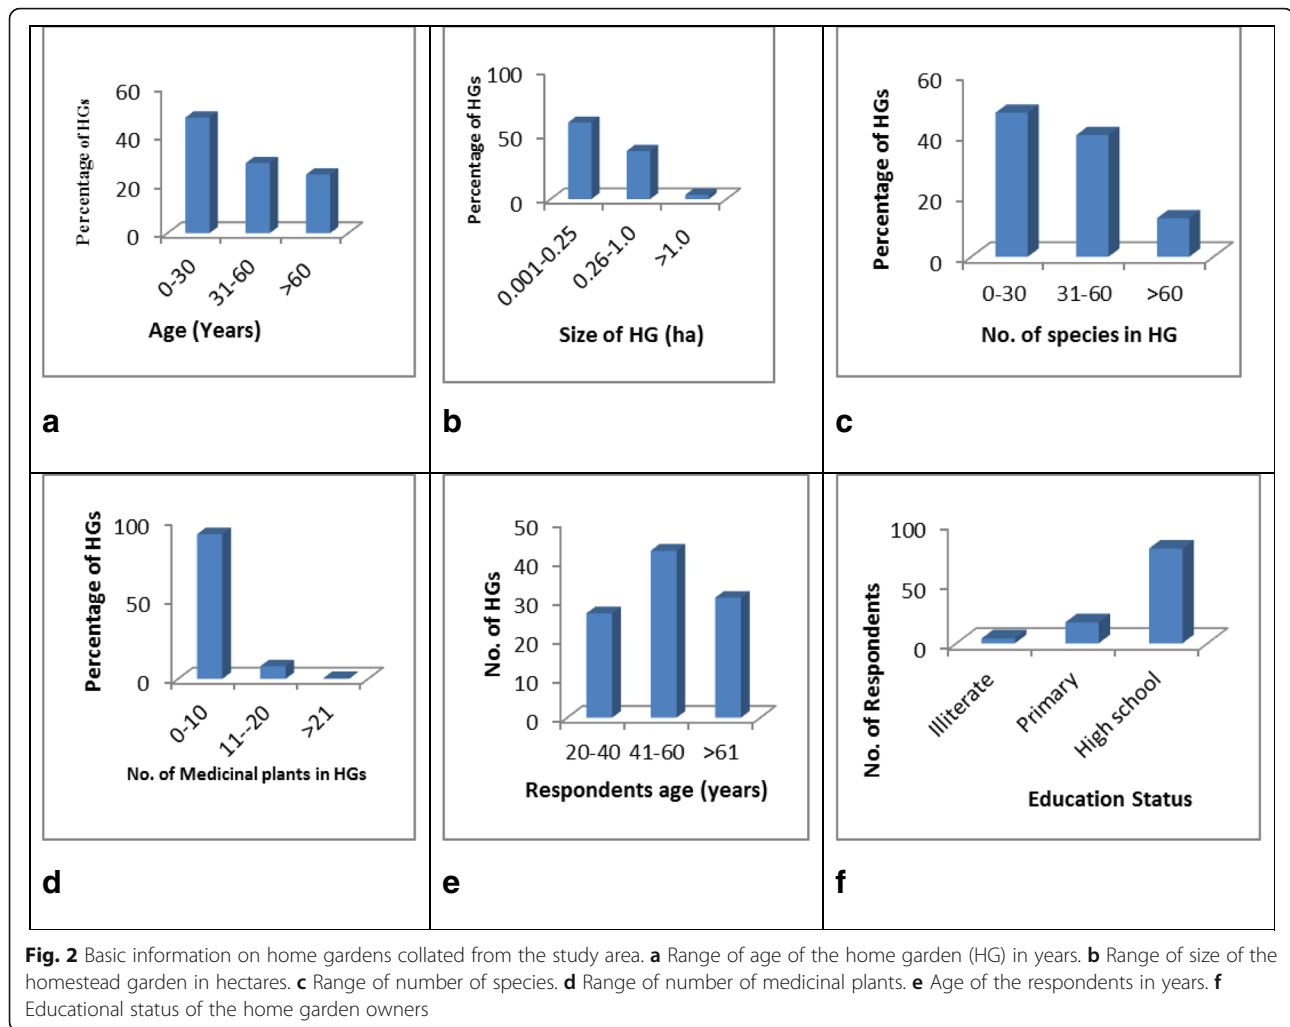 Percentage of HGs
60
40
20
0
0-30
31-60
>60
Age (Years)
a
Percentage of HGs
100
50
0
0.001-0.25
0.26-1.0
>1.0
Size of HG (ha)
b
Percentage of HGs
60
40
20
0
0-30 31-60 >60
No. of species in HG
c
Percentage of HGs
100
50
0
0-10
11--20
>21
No. of Medicinal plants in HGs
d
No. of HGs
50
40
30
20
10
0
20-40 41-60 >61
Respondents age (years)
e
No. of Respondents
100
50
0
Illiterate
Primary
High school
Education Status
f
Fig. 2 Basic information on home gardens collated from the study area. a Range of age of the home garden (HG) in years. b Range of size of the
homestead garden in hectares. c Range of number of species. d Range of number of medicinal plants. e Age of the respondents in years. f
Educational status of the home garden owners